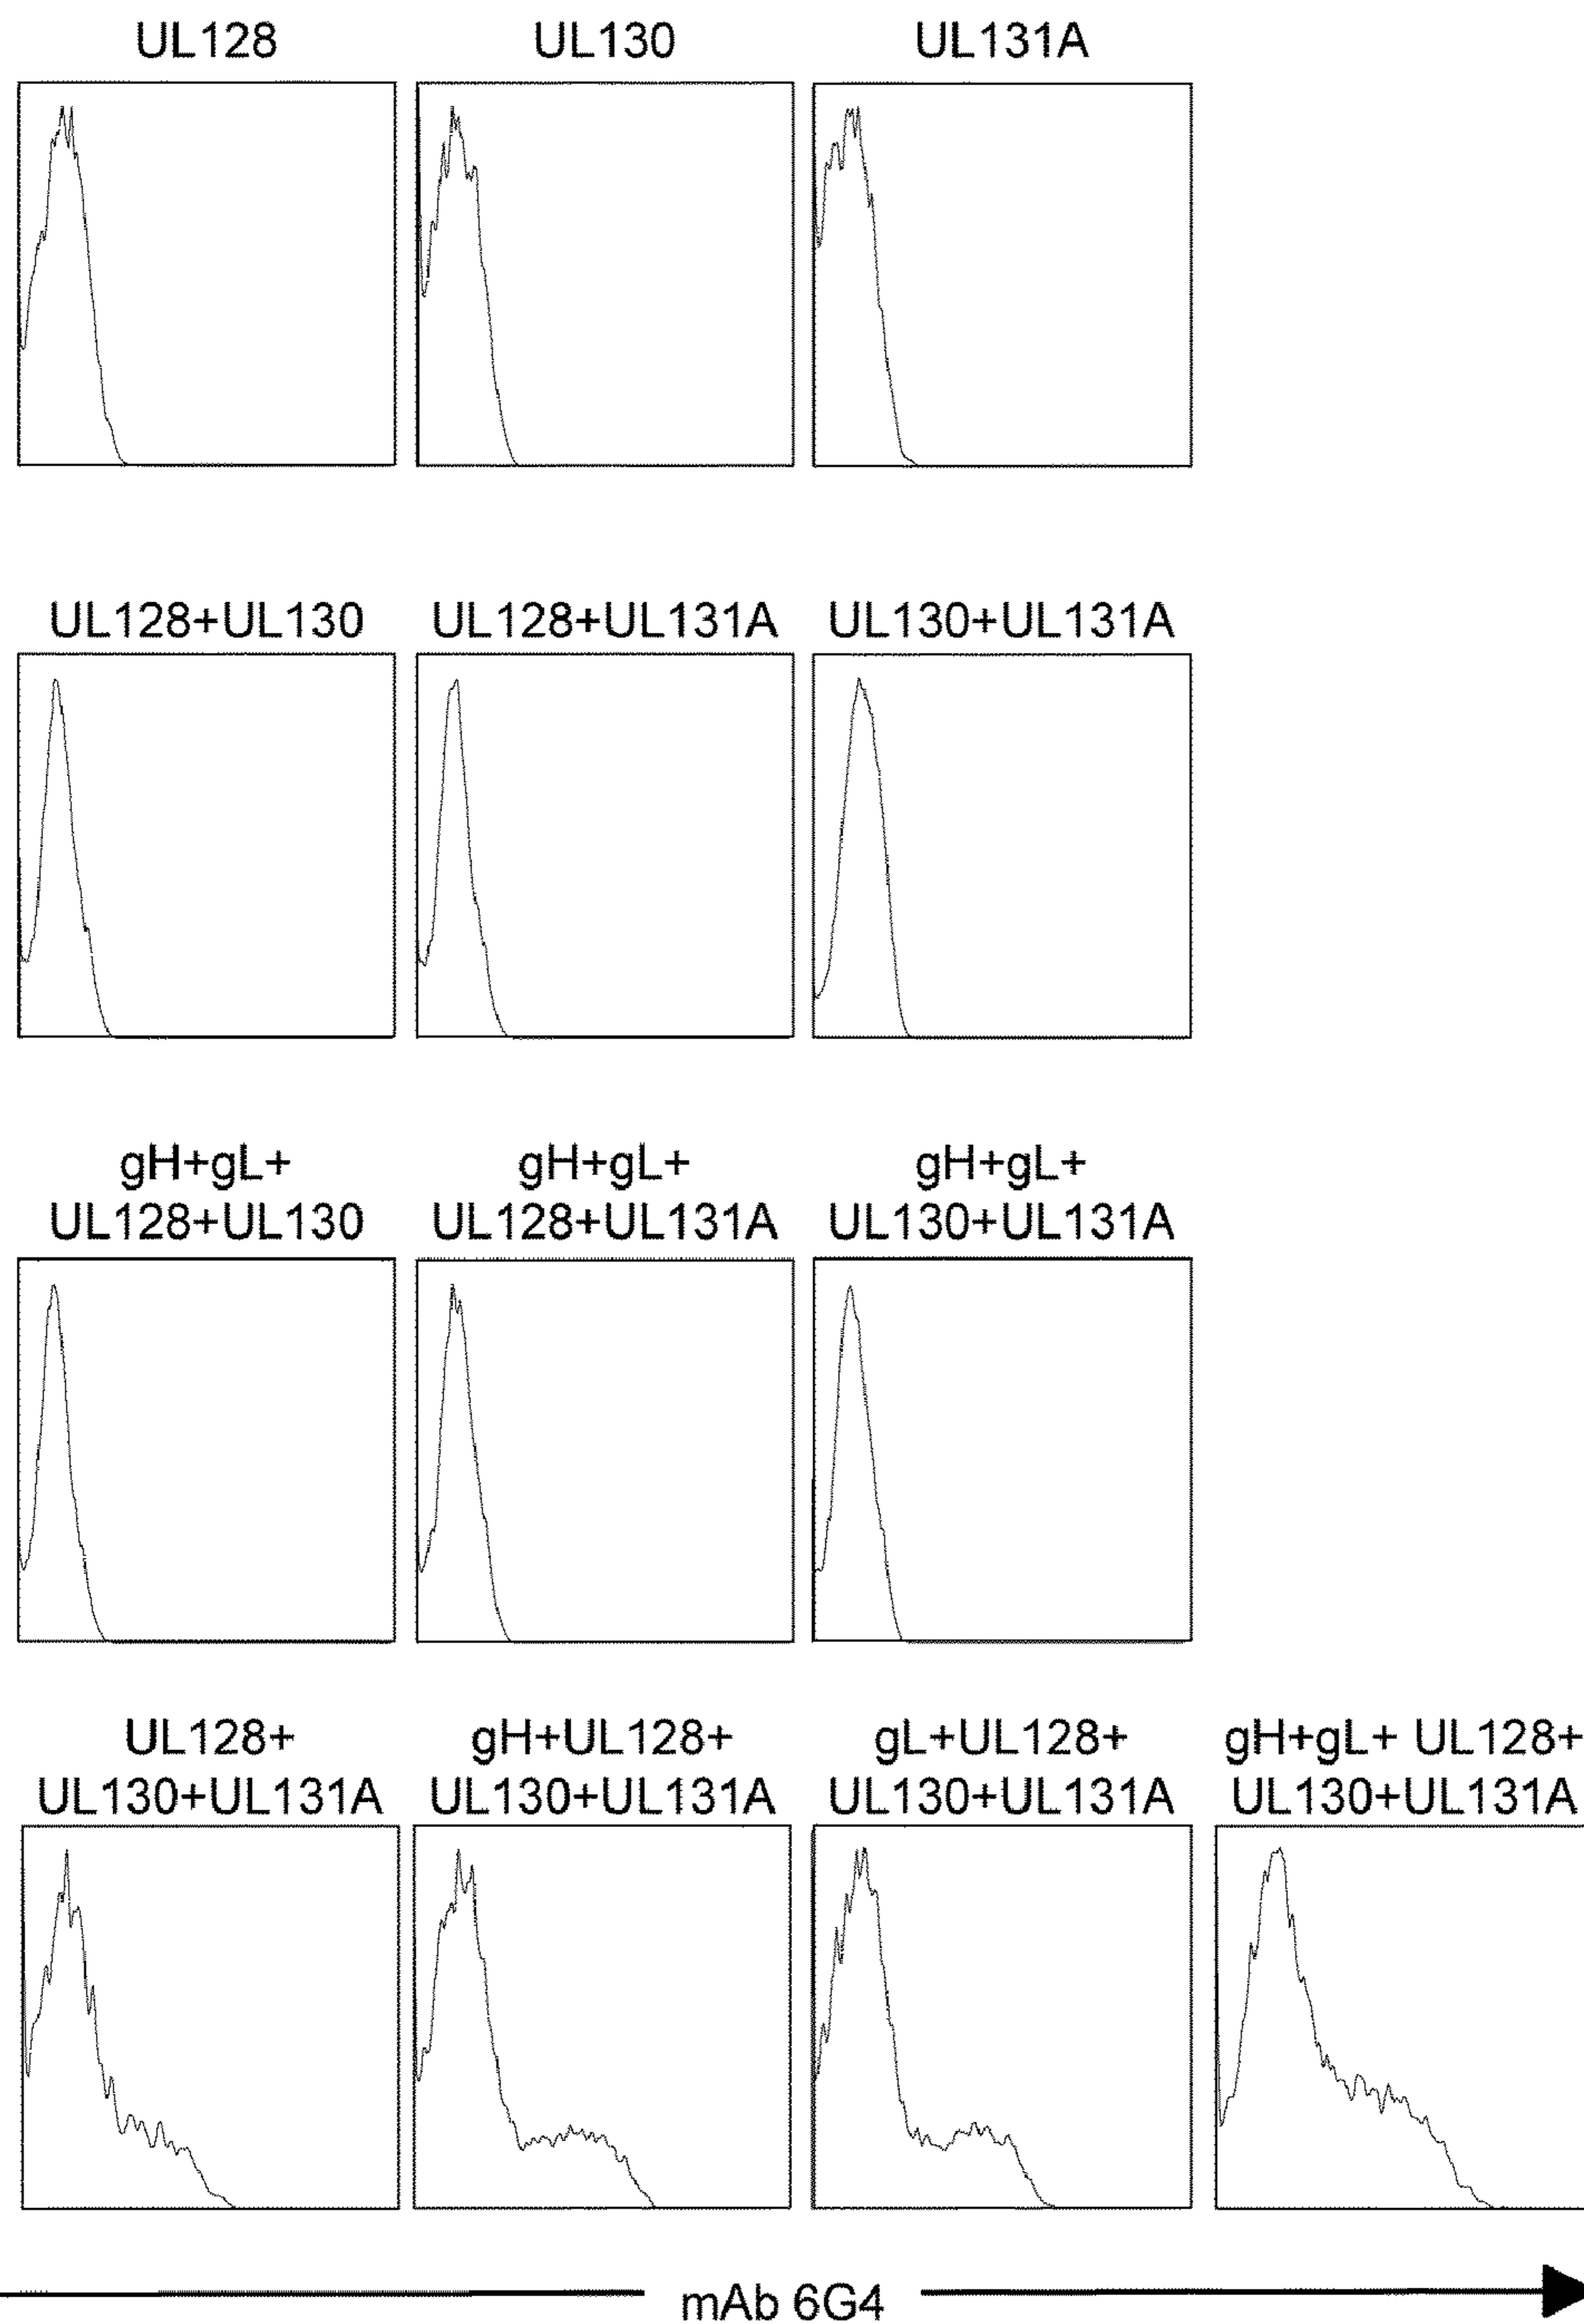 UL128 UL130 UL131A
UL128+UL130 UL128+UL131A UL130+UL131A
gH+gL+ gH+gL+ gH+gL+
UL128+UL130 UL128+UL131A UL130+UL131A
UL128+ gH+UL128+ gL+UL128+ gH+gL+ UL128+
UL130+UL131A UL130+UL131A UL130+UL131A UL130+UL131A
mAb 6G4